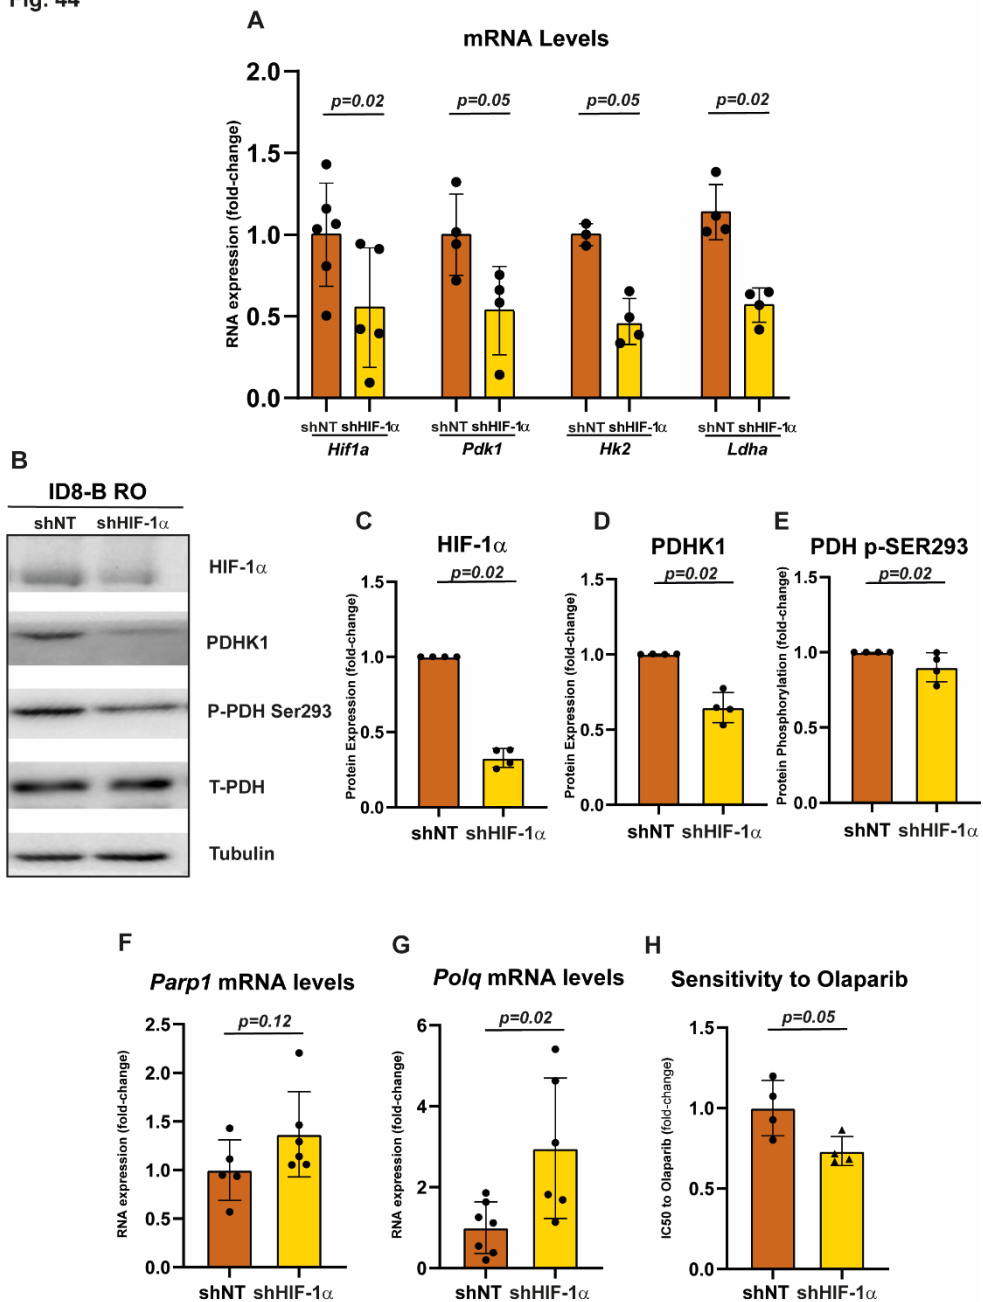 Fig. 44
A
mRNA Levels
RNA expression (fold-change)
2.0
1.5
1.0
0.5
0.0
p=0.02
p=0.05
p=0.05
p=0.02
shNT shHIF-1α
shNT shHIF-1α
shNT shHIF-1α
shNT shHIF-1α
Hif1a
Pdk1
Hk2
Ldha
B
ID8-B RO
shNT shHIF-1α
HIF-1α
PDHK1
P-PDH Ser293
T-PDH
Tubulin
C
HIF-1α
p=0.02
Protein Expression (fold-change)
1.5
1.0
0.5
0.0
shNT shHIF-1α
D
PDHK1
p=0.02
Protein Expression (fold-change)
1.5
1.0
0.5
0.0
shNT shHIF-1α
E
PDH p-SER293
p=0.02
Protein Phosphorylation (fold-change)
1.5
1.0
0.5
0.0
shNT shHIF-1α
F
Parp1 mRNA levels
p=0.12
RNA expression (fold-change)
2.5
2.0
1.5
1.0
0.5
0.0
shNT shHIF-1α
G
Polq mRNA levels
p=0.02
RNA expression (fold-change)
6
4
2
0
shNT shHIF-1α
H
Sensitivity to Olaparib
p=0.05
IC50 to Olaparib (fold-change)
1.5
1.0
0.5
0.0
shNT shHIF-1α